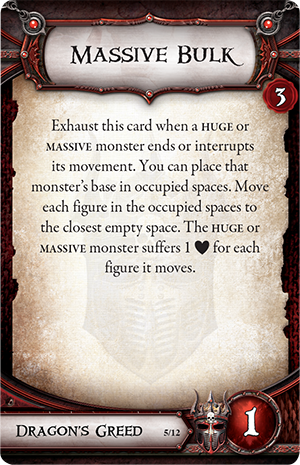 Massive Bulk
3
Exhaust this card when a HUGE or
MASSIVE monster ends or interrupts
its movement. You can place that
monster's base in occupied spaces. Move
each figure in the occupied spaces to
the closest empty space. The HUGE or
MASSIVE monster suffers 1 ♥ for each
figure it moves.
Dragon's Greed 5/12 1